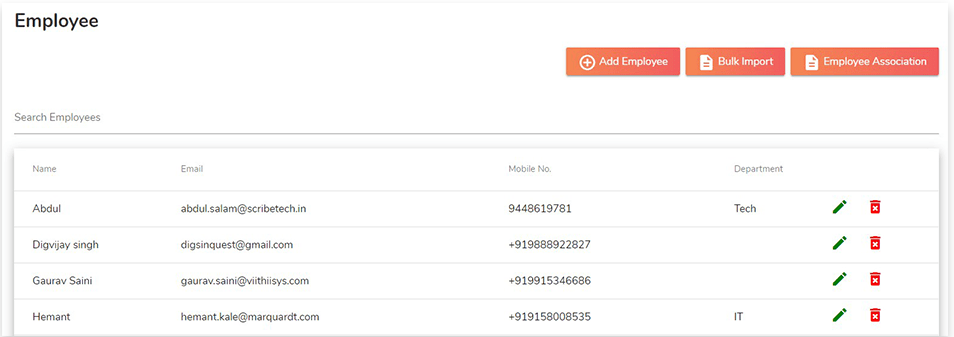 Employee
Add Employee Bulk Import Employee Association
Search Employees
Name Email Mobile No. Department
Abdul abdul.salam@scribetech.in 9448619781 Tech
Digvijay singh digsinquest@gmail.com +919888922827
Gaurav Saini gaurav.saini@viithiisys.com +919915346686
Hemant hemant.kale@marquardt.com +919158008535 IT